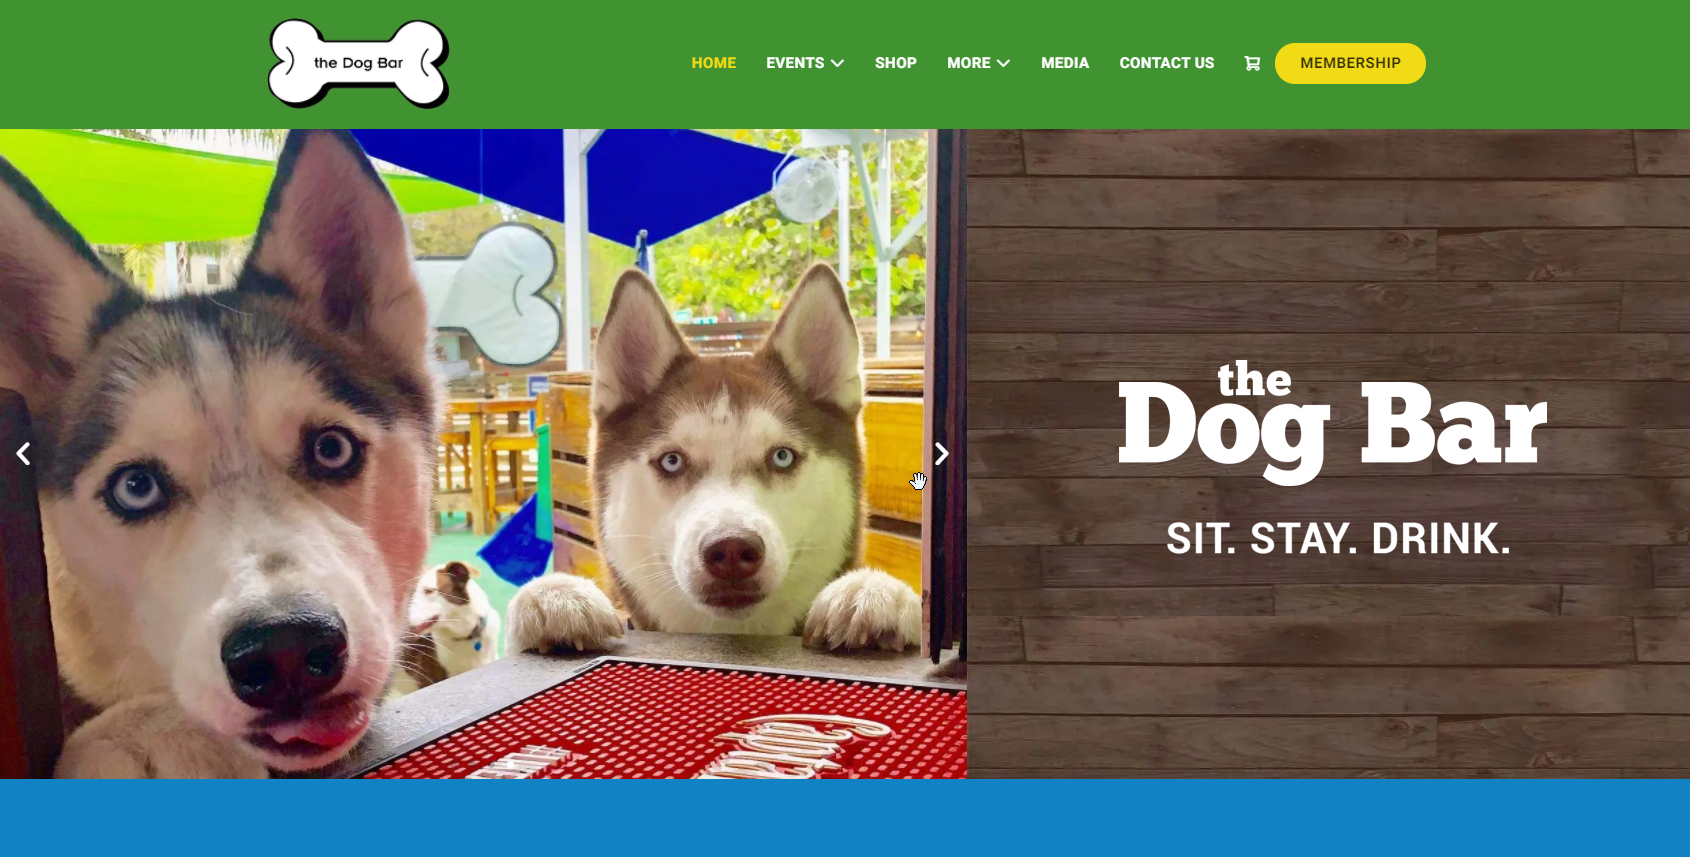 the Dog Bar
HOME EVENTS SHOP MORE MEDIA CONTACT US MEMBERSHIP
the
Dog Bar
SIT. STAY. DRINK.